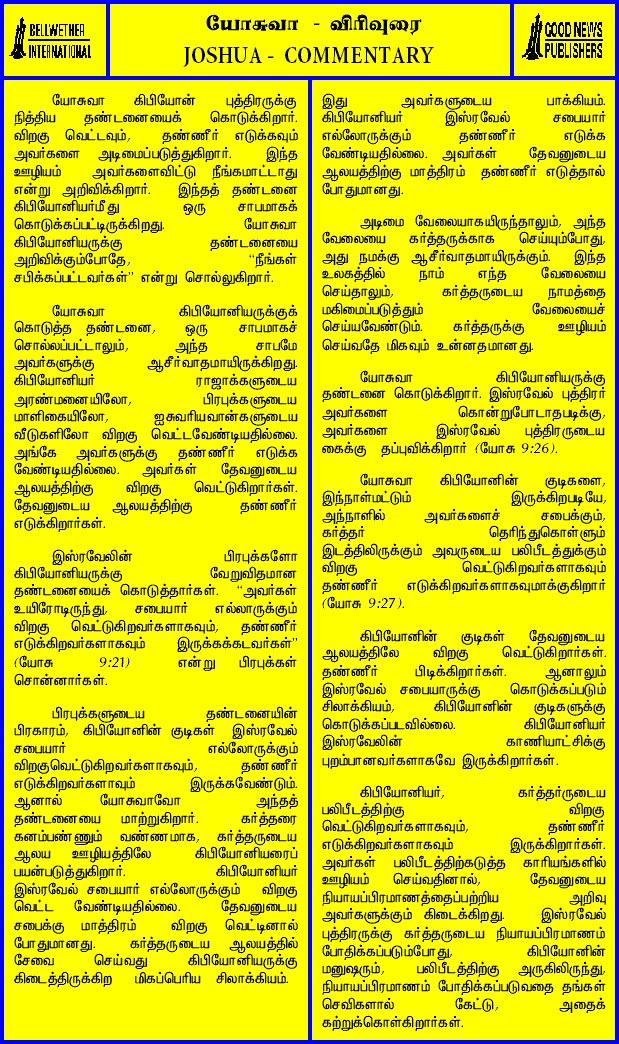 BELLWETHER
INTERNATIONAL
யோசுவா - விரிவுரை
JOSHUA - COMMENTARY
GOOD NEWS
PUBLISHERS
யோசுவா கிபியோன் புத்திரருக்கு
நித்திய தண்டனையைக் கொடுக்கிறார்.
விறகு வெட்டவும், தண்ணீர் எடுக்கவும்
அவர்களை அடிமைப்படுத்துகிறார். இந்த
ஊழியம் அவர்களைவிட்டு நீங்கமாட்டாது
என்று அறிவிக்கிறார். இந்தத் தண்டனை
கிபியோனியர்மீது ஒரு சாபமாகக்
கொடுக்கப்பட்டிருக்கிறது. யோசுவா
கிபியோனியருக்கு தண்டனையை
அறிவிக்கும்போதே, “நீங்கள்
சபிக்கப்பட்டவர்கள்” என்று சொல்லுகிறார்.
யோசுவா கிபியோனியருக்குக்
கொடுத்த தண்டனை, ஒரு சாபமாகச்
சொல்லப்பட்டாலும், அந்த சாபமே
அவர்களுக்கு ஆசீர்வாதமாயிருக்கிறது.
கிபியோனியர் ராஜாக்களுடைய
அரண்மனையிலோ, பிரபுக்களுடைய
மாளிகையிலோ, ஐசுவரியவான்களுடைய
வீடுகளிலோ விறகு வெட்டவேண்டியதில்லை.
அங்கே அவர்களுக்கு தண்ணீர் எடுக்க
வேண்டியதில்லை. அவர்கள் தேவனுடைய
ஆலயத்திற்கு விறகு வெட்டுகிறார்கள்.
தேவனுடைய ஆலயத்திற்கு தண்ணீர்
எடுக்கிறார்கள்.
இஸ்ரவேலின் பிரபுக்களோ
கிபியோனியருக்கு வேறுவிதமான
தண்டனையைக் கொடுத்தார்கள். “அவர்கள்
உயிரோடிருந்து, சபையார் எல்லாருக்கும்
விறகு வெட்டுகிறவர்களாகவும், தண்ணீர்
எடுக்கிறவர்களாகவும் இருக்கக்கடவர்கள்”
(யோசு 9:21) என்று பிரபுக்கள்
சொன்னார்கள்.
பிரபுக்களுடைய தண்டனையின்
பிரகாரம், கிபியோனின் குடிகள் இஸ்ரவேல்
சபையார் எல்லோருக்கும்
விறகுவெட்டுகிறவர்களாகவும், தண்ணீர்
எடுக்கிறவர்களாவும் இருக்கவேண்டும்.
ஆனால் யோசுவாவோ அந்தத்
தண்டனையை மாற்றுகிறார். கர்த்தரை
கனம்பண்ணும் வண்ணமாக, கர்த்தருடைய
ஆலய ஊழியத்திலே கிபியோனியரைப்
பயன்படுத்துகிறார். கிபியோனியர்
இஸ்ரவேல் சபையார் எல்லோருக்கும் விறகு
வெட்ட வேண்டியதில்லை. தேவனுடைய
சபைக்கு மாத்திரம் விறகு வெட்டினால்
போதுமானது. கர்த்தருடைய ஆலயத்தில்
சேவை செய்வது கிபியோனியருக்கு
கிடைத்திருக்கிற மிகப்பெரிய சிலாக்கியம்.
இது அவர்களுடைய பாக்கியம்.
கிபியோனியர் இஸ்ரவேல் சபையார்
எல்லோருக்கும் தண்ணீர் எடுக்க
வேண்டியதில்லை. அவர்கள் தேவனுடைய
ஆலயத்திற்கு மாத்திரம் தண்ணீர் எடுத்தால்
போதுமானது.
அடிமை வேலையாகயிருந்தாலும், அந்த
வேலையை கர்த்தருக்காக செய்யும்போது,
அது நமக்கு ஆசீர்வாதமாயிருக்கும். இந்த
உலகத்தில் நாம் எந்த வேலையை
செய்தாலும், கர்த்தருடைய நாமத்தை
மகிமைப்படுத்தும் வேலையைச்
செய்யவேண்டும். கர்த்தருக்கு ஊழியம்
செய்வதே மிகவும் உன்னதமானது.
யோசுவா கிபியோனியருக்கு
தண்டனை கொடுக்கிறார். இஸ்ரவேல் புத்திரர்
அவர்களை கொன்றுபோடாதபடிக்கு,
அவர்களை இஸ்ரவேல் புத்திரருடைய
கைக்கு தப்புவிக்கிறார் (யோசு 9:26).
யோசுவா கிபியோனின் குடிகளை,
இந்நாள்மட்டும் இருக்கிறபடியே,
அந்நாளில் அவர்களைச் சபைக்கும்,
கர்த்தர் தெரிந்துகொள்ளும்
இடத்திலிருக்கும் அவருடைய பலிபீடத்துக்கும்
விறகு வெட்டுகிறவர்களாகவும்
தண்ணீர் எடுக்கிறவர்களாகவுமாக்குகிறார்
(யோசு 9:27).
கிபியோனின் குடிகள் தேவனுடைய
ஆலயத்திலே விறகு வெட்டுகிறார்கள்.
தண்ணீர் பிடிக்கிறார்கள். ஆனாலும்
இஸ்ரவேல் சபையாருக்கு கொடுக்கப்படும்
சிலாக்கியம், கிபியோனின் குடிகளுக்கு
கொடுக்கப்படவில்லை. கிபியோனியர்
இஸ்ரவேலின் காணியாட்சிக்கு
புறம்பானவர்களாகவே இருக்கிறார்கள்.
கிபியோனியர், கர்த்தருடைய
பலிபீடத்திற்கு விறகு
வெட்டுகிறவர்களாகவும், தண்ணீர்
எடுக்கிறவர்களாகவும் இருக்கிறார்கள்.
அவர்கள் பலிபீடத்திற்கடுத்த காரியங்களில்
ஊழியம் செய்வதினால், தேவனுடைய
நியாயப்பிரமாணத்தைப்பற்றிய அறிவு
அவர்களுக்கும் கிடைக்கிறது. இஸ்ரவேல்
புத்திரருக்கு கர்த்தருடைய நியாயப்பிரமாணம்
போதிக்கப்படும்போது, கிபியோனின்
மனுஷரும், பலிபீடத்திற்கு அருகிலிருந்து,
நியாயப்பிரமாணம் போதிக்கப்படுவதை தங்கள்
செவிகளால் கேட்டு, அதைக்
கற்றுக்கொள்கிறார்கள்.